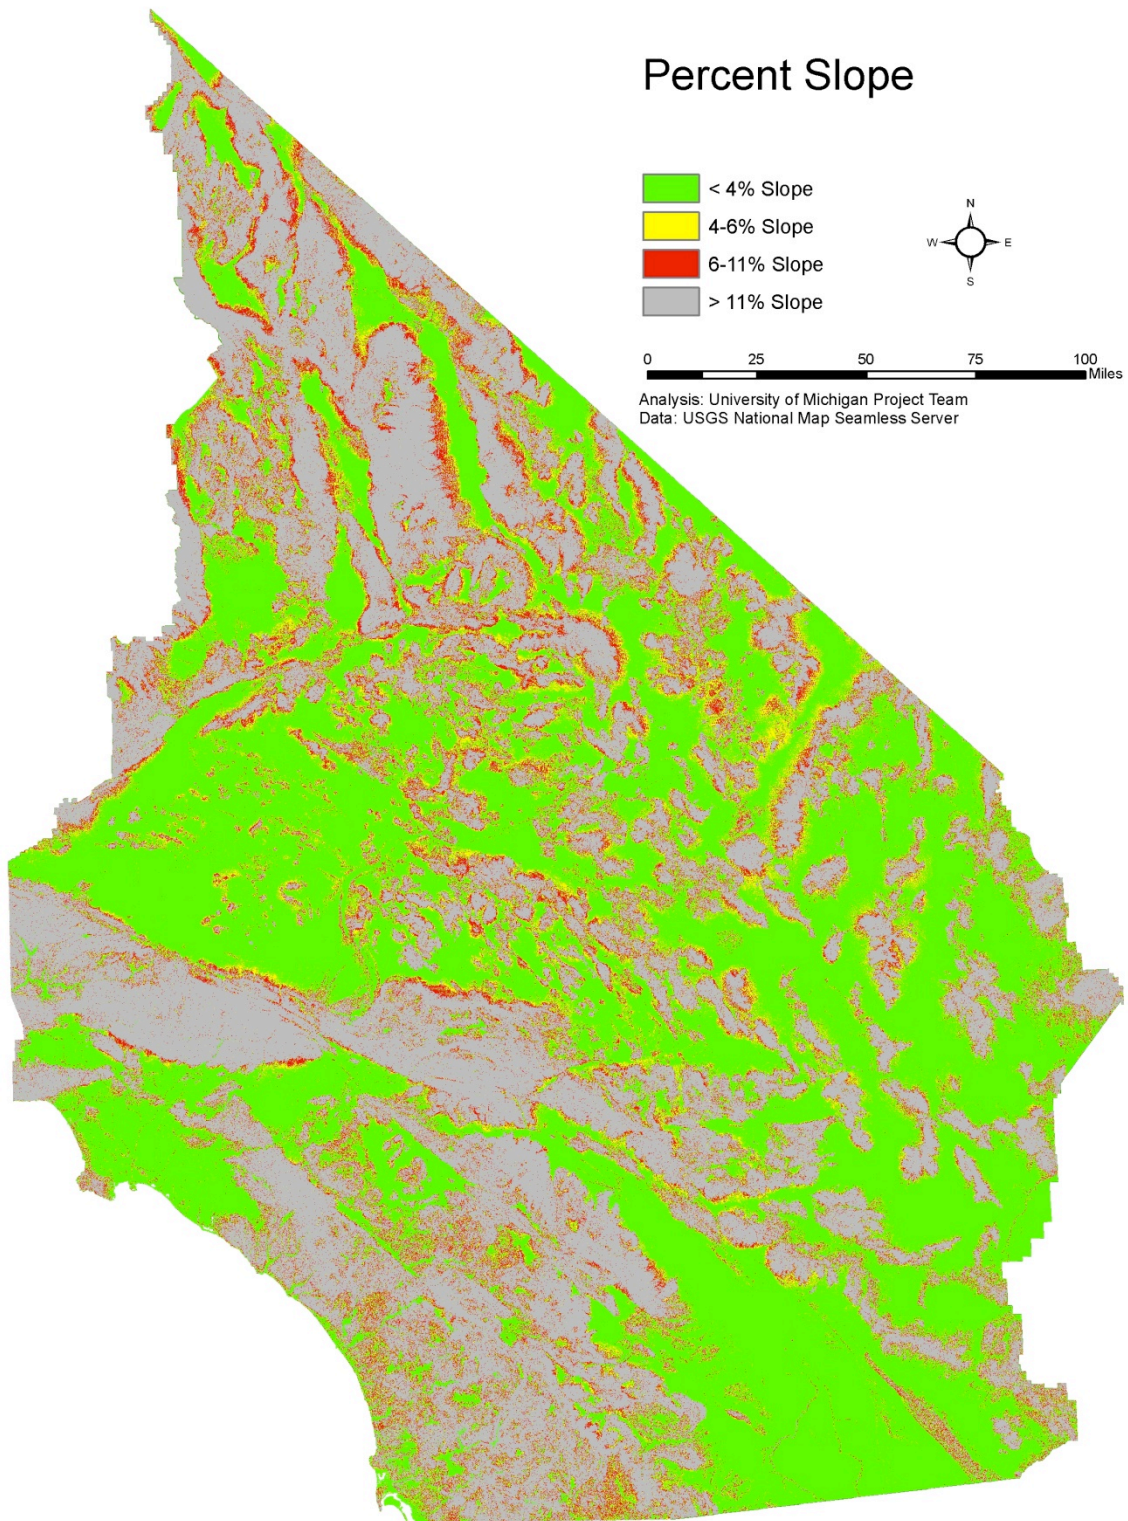 Percent Slope
< 4% Slope
4-6% Slope
6-11% Slope
> 11% Slope
N
W E
S
0 25 50 75 100
Miles
Analysis: University of Michigan Project Team
Data: USGS National Map Seamless Server